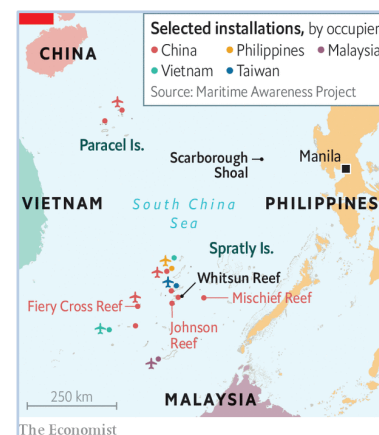 Selected installations, by occupier
China Philippines Malaysia
Vietnam Taiwan
Source: Maritime Awareness Project
CHINA
Paracel Is.
Scarborough
Shoal
Manila
VIETNAM
South China
Sea
PHILIPPINES
Spratly Is.
Whitsun Reef
Fiery Cross Reef
Mischief Reef
Johnson
Reef
250 km
MALAYSIA
The Economist